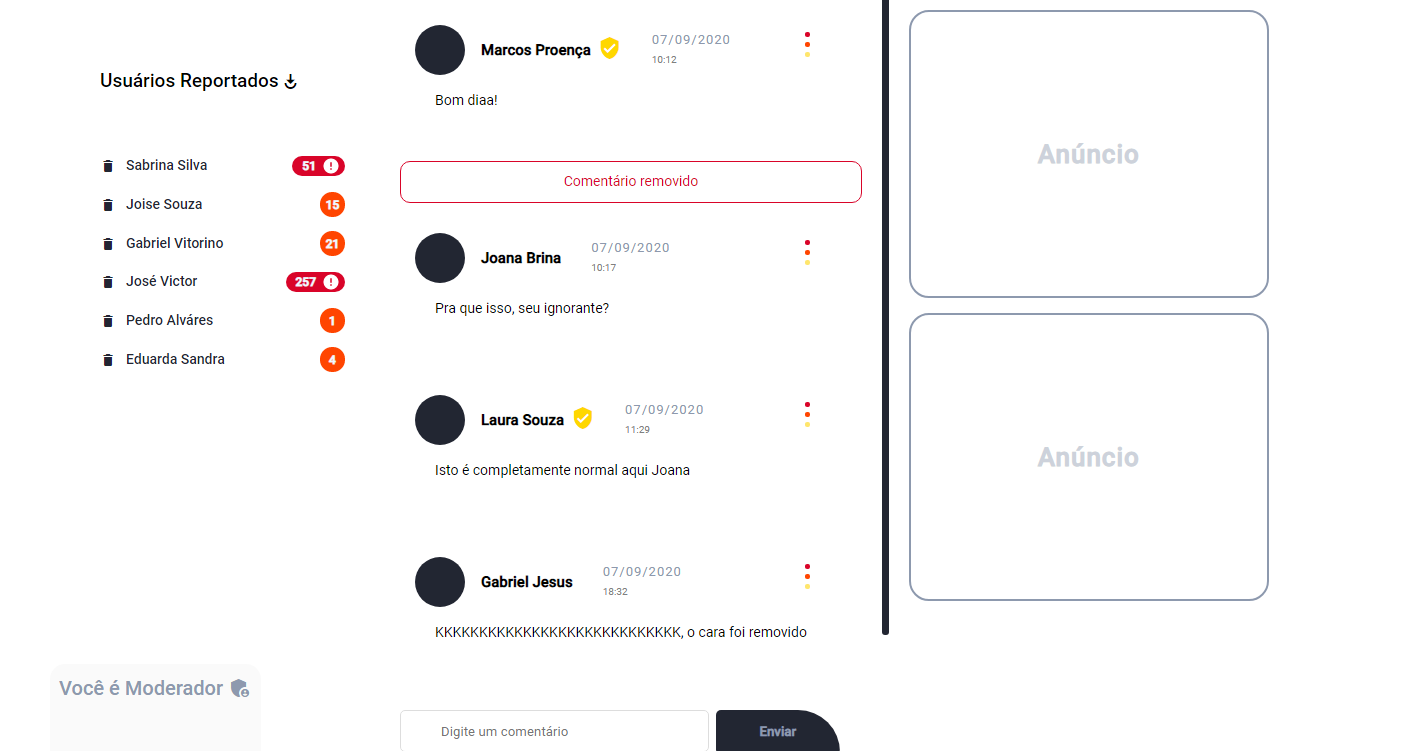 Usuários Reportados
Sabrina Silva 51
Joise Souza 15
Gabriel Vitorino 21
José Victor 257
Pedro Alváres 1
Eduarda Sandra 4
Você é Moderador
Marcos Proença 07/09/2020
10:12
Bom diaa!
Comentário removido
Joana Brina 07/09/2020
10:17
Pra que isso, seu ignorante?
Laura Souza 07/09/2020
11:29
Isto é completamente normal aqui Joana
Gabriel Jesus 07/09/2020
18:32
KKKKKKKKKKKKKKKKKKKKKKKKKKKK, o cara foi removido
Digite um comentário Enviar
Anúncio
Anúncio